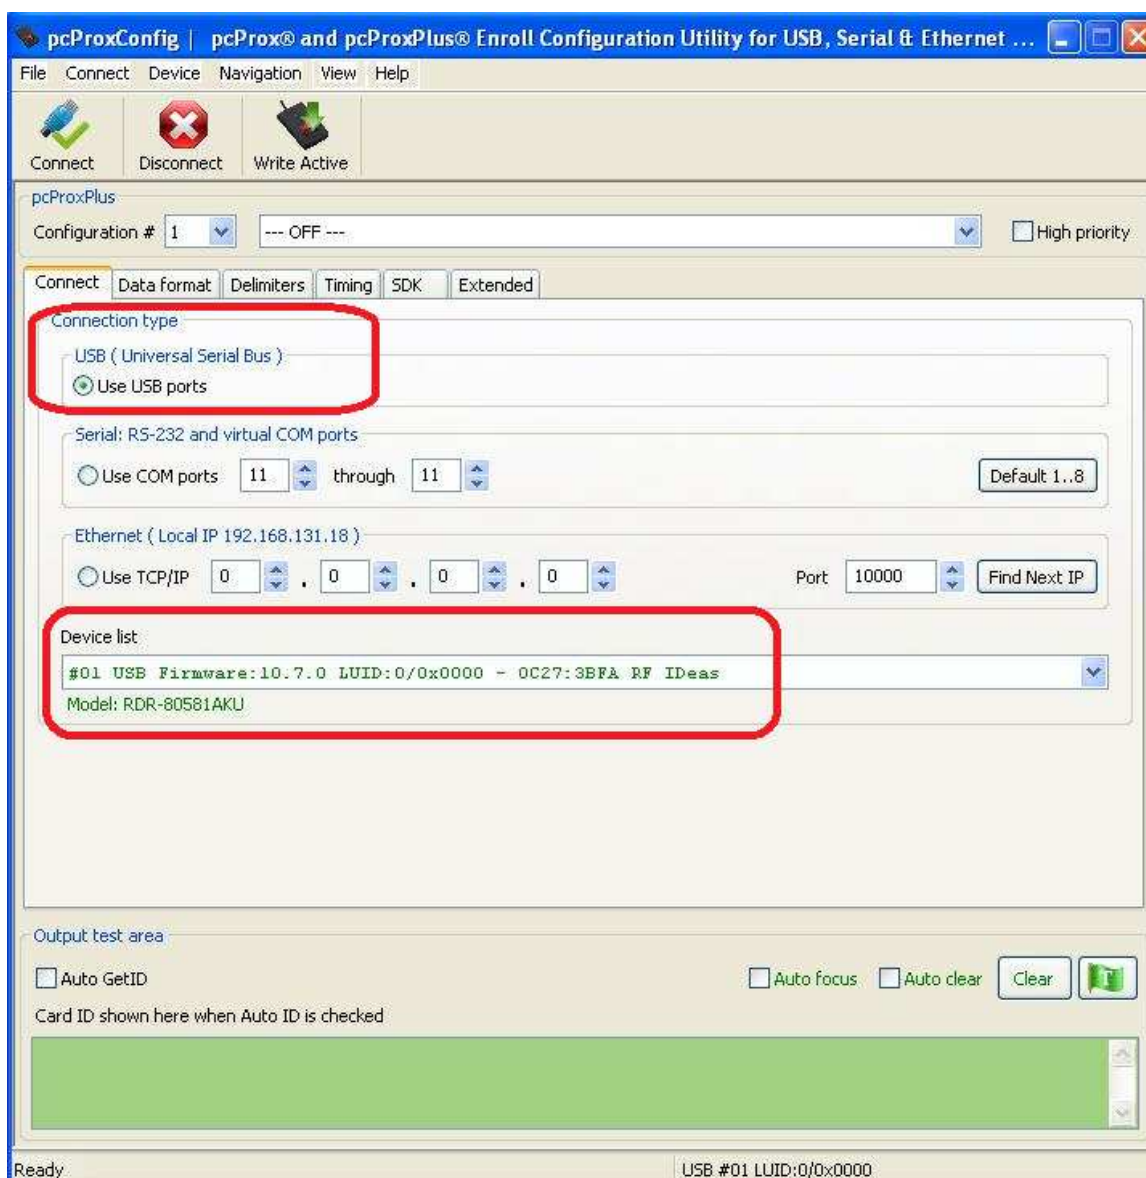 pcProxConfig | pcProx® and pcProxPlus® Enroll Configuration Utility for USB, Serial & Ethernet ...
File Connect Device Navigation View Help
Connect Disconnect Write Active
pcProxPlus
Configuration # 1 --- OFF --- High priority
Connect Data format Delimiters Timing SDK Extended
Connection type
USB ( Universal Serial Bus )
Use USB ports
Serial: RS-232 and virtual COM ports
Use COM ports 11 through 11 Default 1..8
Ethernet ( Local IP 192.168.131.18 )
Use TCP/IP 0 . 0 . 0 . 0 Port 10000 Find Next IP
Device list
#01 USB Firmware:10.7.0 LUID:0/0x0000 - 0C27:3BFA RF IDeas
Model: RDR-80581AKU
Output test area
Auto GetID Auto focus Auto clear Clear
Card ID shown here when Auto ID is checked
Ready USB #01 LUID:0/0x0000